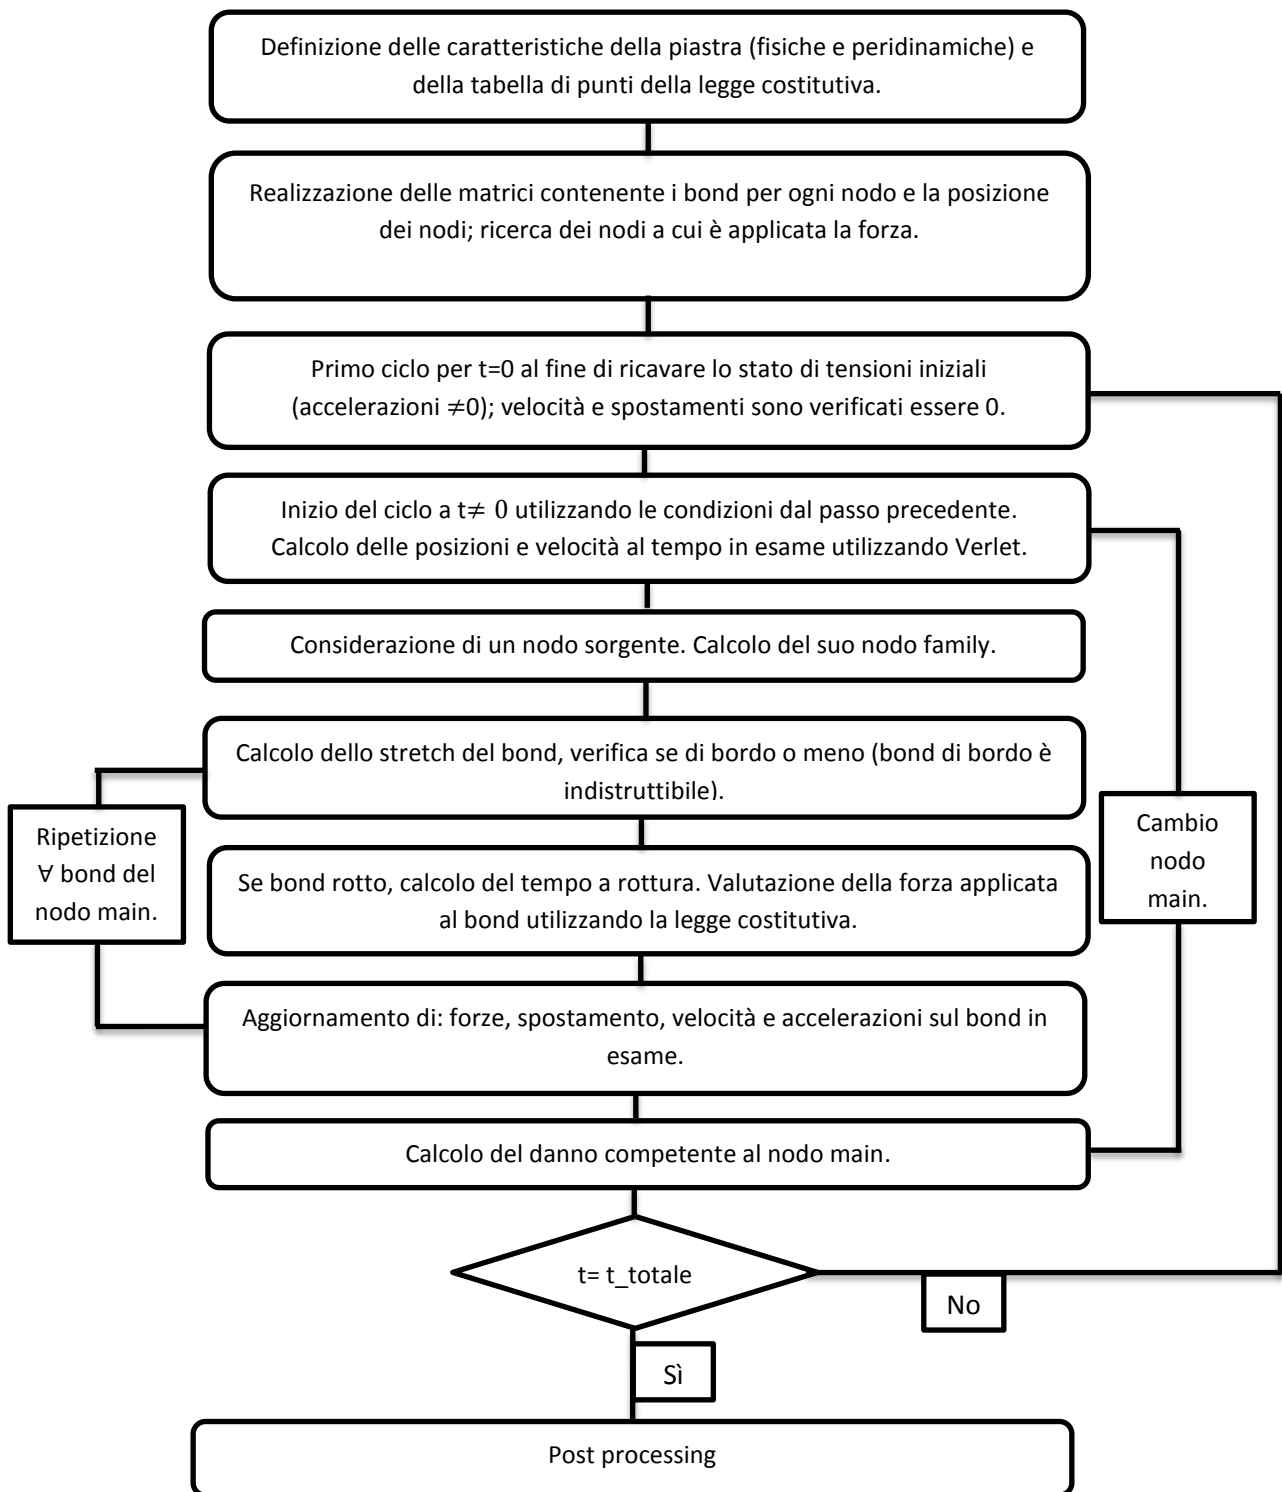 Definizione delle caratteristiche della piastra (fisiche e peridinamiche) e
della tabella di punti della legge costitutiva.
Realizzazione delle matrici contenente i bond per ogni nodo e la posizione
dei nodi; ricerca dei nodi a cui è applicata la forza.
Primo ciclo per t=0 al fine di ricavare lo stato di tensioni iniziali
(accelerazioni ≠0); velocità e spostamenti sono verificati essere 0.
Inizio del ciclo a t≠ 0 utilizzando le condizioni dal passo precedente.
Calcolo delle posizioni e velocità al tempo in esame utilizzando Verlet.
Considerazione di un nodo sorgente. Calcolo del suo nodo family.
Calcolo dello stretch del bond, verifica se di bordo o meno (bond di bordo è
indistruttibile).
Ripetizione
∀ bond del
nodo main.
Cambio
nodo
main.
Se bond rotto, calcolo del tempo a rottura. Valutazione della forza applicata
al bond utilizzando la legge costitutiva.
Aggiornamento di: forze, spostamento, velocità e accelerazioni sul bond in
esame.
Calcolo del danno competente al nodo main.
t= t_totale
No
Sì
Post processing